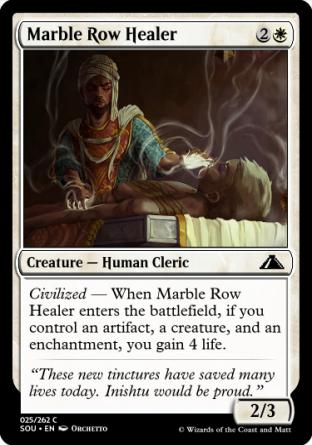 Marble Row Healer 2
Creature — Human Cleric
Civilized — When Marble Row
Healer enters the battlefield, if you
control an artifact, a creature, and an
enchantment, you gain 4 life.
“These new tinctures have saved many
lives today. Inishtu would be proud.”
2/3
025/262 C
SOU • EN Orchetto
© Wizards of the Coast and Matt